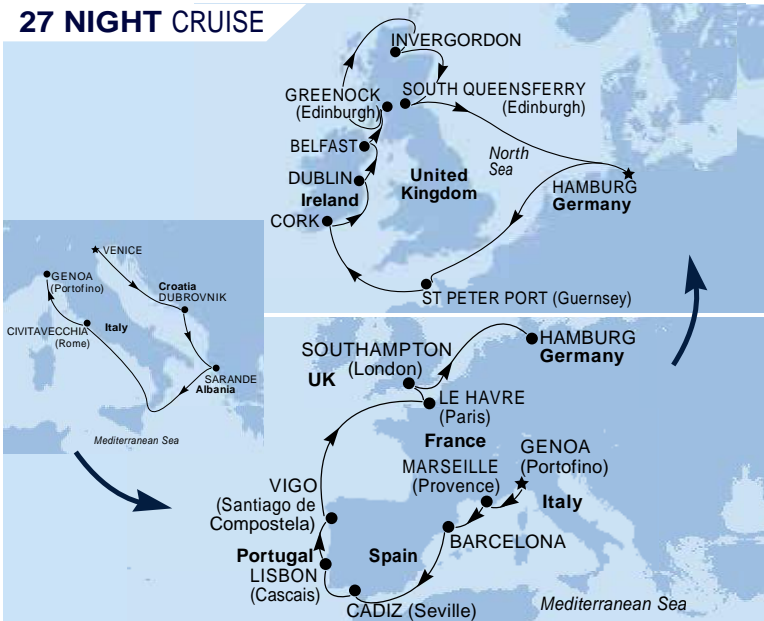 27 NIGHT CRUISE
INVERGORDON
SOUTH QUEENSFERRY
(Edinburgh)
GREENOCK
(Edinburgh)
BELFAST
North
Sea
DUBLIN
United
Kingdom
Ireland
HAMBURG
Germany
CORK
ST PETER PORT (Guernsey)
VENICE
GENOA
(Portofino)
Croatia
DUBROVNIK
CIVITAVECCHIA
(Rome)
Italy
SARANDE
Albania
Mediterranean Sea
SOUTHAMPTON
(London)
UK
HAMBURG
Germany
LE HAVRE
(Paris)
France
GENOA
(Portofino)
MARSEILLE
(Provence)
Italy
VIGO
(Santiago de
Compostela)
BARCELONA
Portugal
Spain
LISBON
(Cascais)
CADIZ (Seville)
Mediterranean Sea